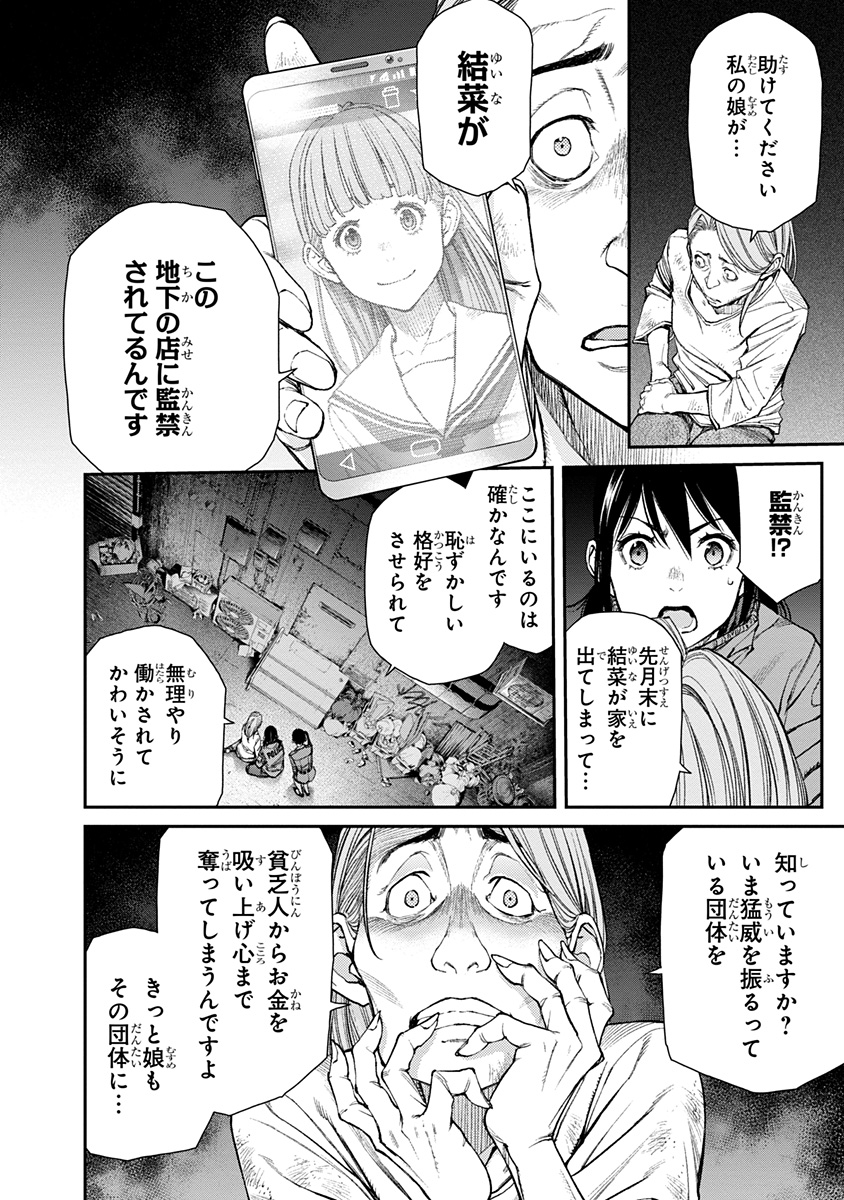 助けてください
私の娘が…
結菜が
この
地下の店に監禁
されてるんです
監禁!?
先月末に
結菜が家を
出てしまって…
ここにいるのは
確かなんです
恥ずかしい
格好を
させられて
無理やり
働かされて
かわいそうに
知っていますか？
いま猛威を振るって
いる団体を
貧乏人からお金を
吸い上げ心まで
奪ってしまうんですよ
きっと娘も
その団体に…